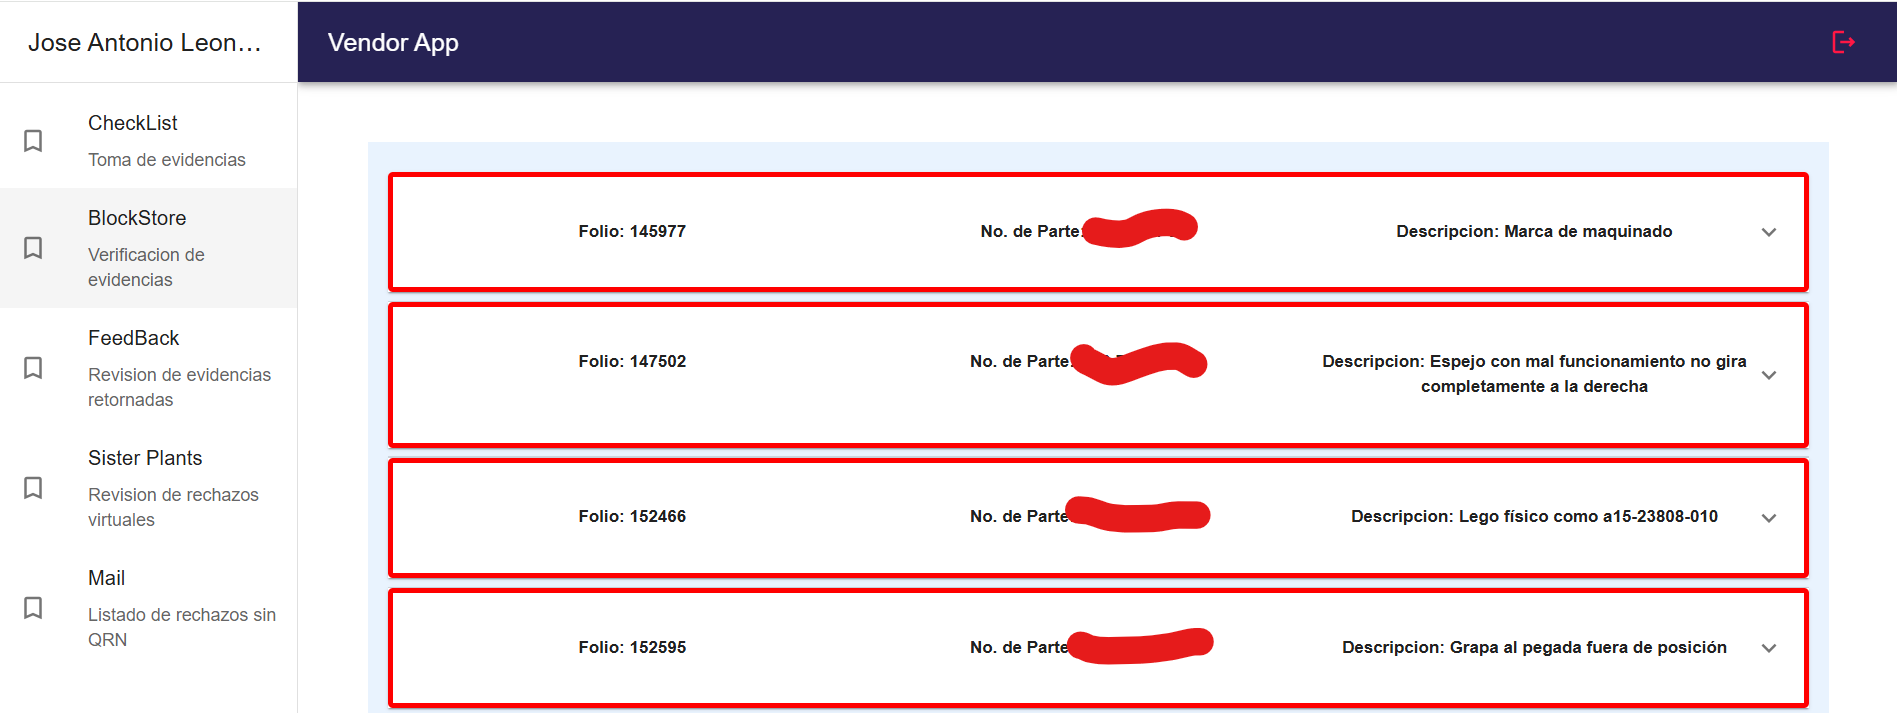 Jose Antonio Leon...
Vendor App
CheckList
Toma de evidencias
BlockStore
Verificacion de
evidencias
FeedBack
Revision de evidencias
retornadas
Sister Plants
Revision de rechazos
virtuales
Mail
Listado de rechazos sin
QRN
Folio: 145977
No. de Parte:
Descripcion: Marca de maquinado
Folio: 147502
No. de Parte:
Descripcion: Espejo con mal funcionamiento no gira
completamente a la derecha
Folio: 152466
No. de Parte:
Descripcion: Lego físico como a15-23808-010
Folio: 152595
No. de Parte
Descripcion: Grapa al pegada fuera de posición